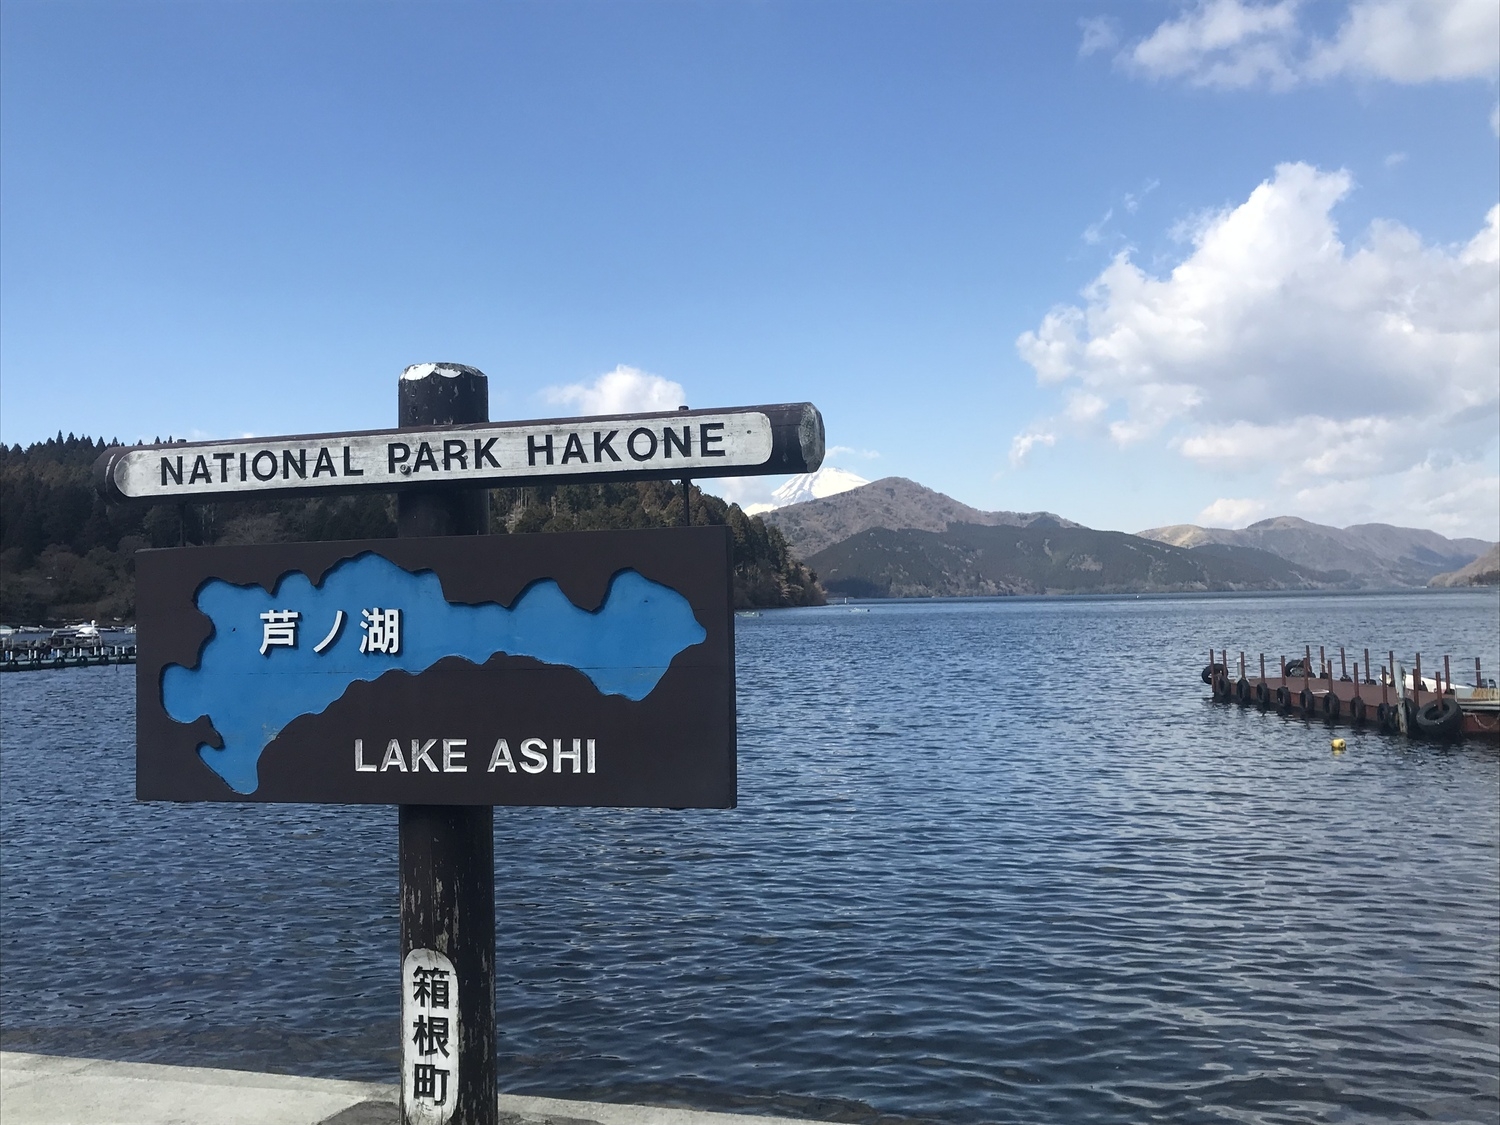 NATIONAL PARK HAKONE
芦ノ湖
LAKE ASHI
箱根町